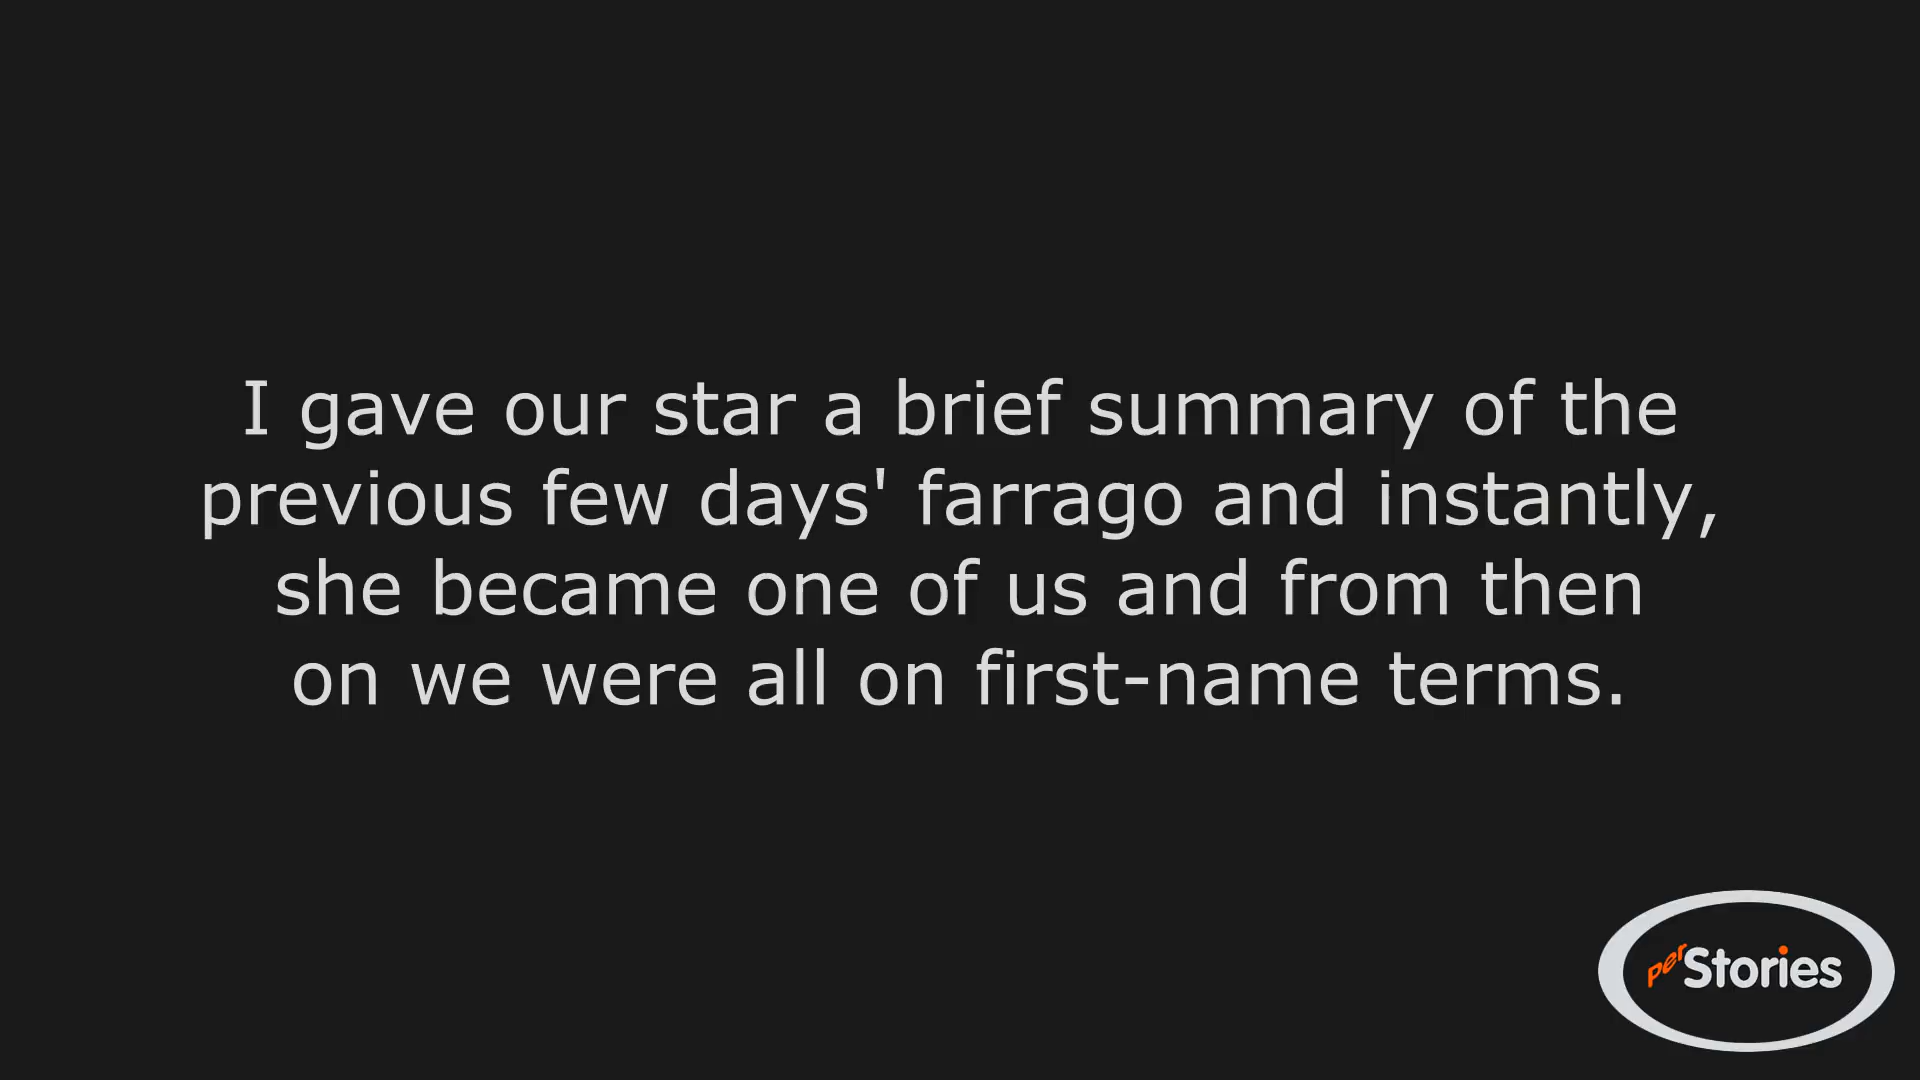 I gave our star a brief summary of the
previous few days' farrago and instantly,
she became one of us and from then
on we were all on first-name terms.
perStories